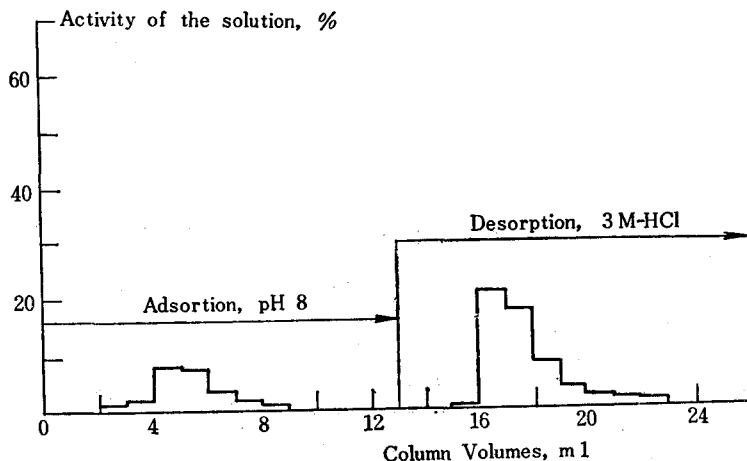 Activity of the solution, %
60
40
Desorption, 3 M-HCl
20
Adsortion, pH 8
0 4 8 12 16 20 24
Column Volumes, ml